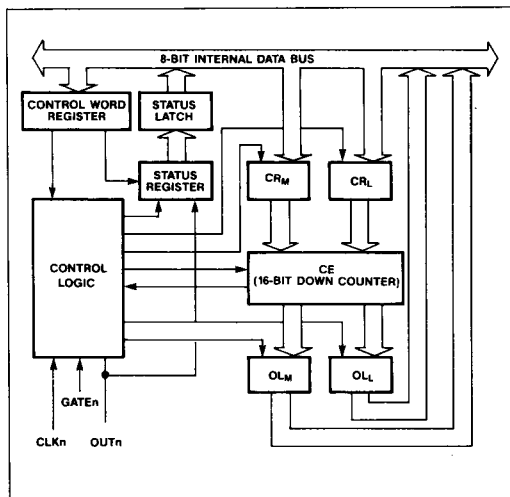 8-BIT INTERNAL DATA BUS
CONTROL WORD
REGISTER
STATUS
LATCH
STATUS
REGISTER
CRM
CRL
CONTROL
LOGIC
CE
(16-BIT DOWN COUNTER)
OLM
OLL
GATEn
CLKn
OUTn